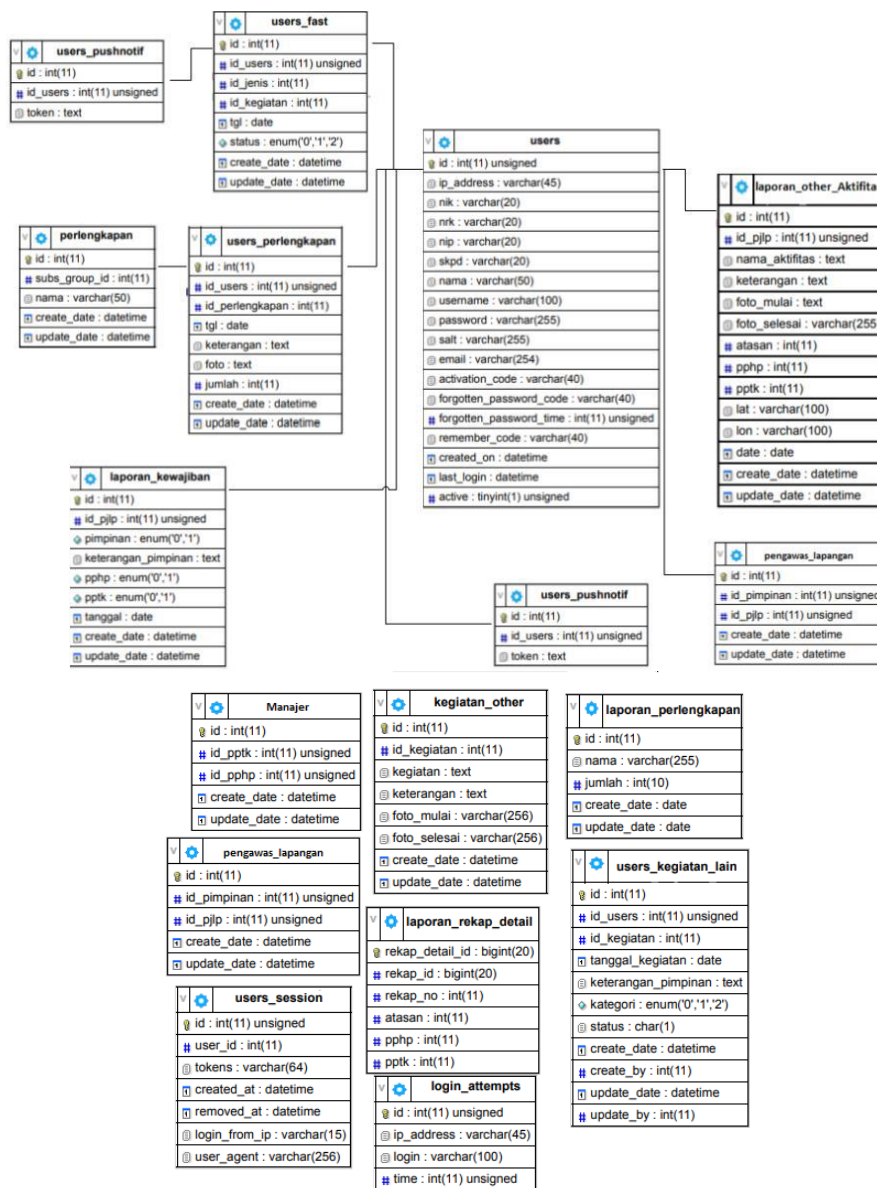 users_fast
id : int(11)
id_users : int(11) unsigned
id_jenis : int(11)
id_kegiatan : int(11)
tgl : date
status : enum('0','1','2')
create_date : datetime
update_date : datetime
users_pushnotif
id : int(11)
id_users : int(11) unsigned
token : text
users
id : int(11) unsigned
ip_address : varchar(45)
nik : varchar(20)
nrk : varchar(20)
nip : varchar(20)
skpd : varchar(20)
nama : varchar(50)
username : varchar(100)
password : varchar(255)
salt : varchar(255)
email : varchar(254)
activation_code : varchar(40)
forgotten_password_code : varchar(40)
forgotten_password_time : int(11) unsigned
remember_code : varchar(40)
created_on : datetime
last_login : datetime
active : tinyint(1) unsigned
laporan_other_Aktifita
id : int(11)
id_pjlp : int(11) unsigned
nama_aktifitas : text
keterangan : text
foto_mulai : text
foto_selesai : varchar(255
atasan : int(11)
pphp : int(11)
pptk : int(11)
lat : varchar(100)
lon : varchar(100)
date : date
create_date : datetime
update_date : datetime
perlengkapan
id : int(11)
subs_group_id : int(11)
nama : varchar(50)
create_date : datetime
update_date : datetime
users_perlengkapan
id : int(11)
id_users : int(11) unsigned
id_perlengkapan : int(11)
tgl : date
keterangan : text
foto : text
jumlah : int(11)
create_date : datetime
update_date : datetime
laporan_kewajiban
id : int(11)
id_pjlp : int(11) unsigned
pimpinan : enum('0','1')
keterangan_pimpinan : text
pphp : enum('0','1')
pptk : enum('0','1')
tanggal : date
create_date : datetime
update_date : datetime
users_pushnotif
id : int(11)
id_users : int(11) unsigned
token : text
pengawas_lapangan
id : int(11)
id_pimpinan : int(11) unsigned
id_pjlp : int(11) unsigned
create_date : datetime
update_date : datetime
Manajer
id : int(11)
id_pptk : int(11) unsigned
id_pphp : int(11) unsigned
create_date : datetime
update_date : datetime
kegiatan_other
id : int(11)
id_kegiatan : int(11)
kegiatan : text
keterangan : text
foto_mulai : varchar(256)
foto_selesai : varchar(256)
create_date : datetime
update_date : datetime
laporan_perlengkapan
id : int(11)
nama : varchar(255)
jumlah : int(10)
create_date : date
update_date : date
pengawas_lapangan
id : int(11)
id_pimpinan : int(11) unsigned
id_pjlp : int(11) unsigned
create_date : datetime
update_date : datetime
users_kegiatan_lain
id : int(11)
id_users : int(11) unsigned
id_kegiatan : int(11)
tanggal_kegiatan : date
keterangan_pimpinan : text
kategori : enum('0','1','2')
status : char(1)
create_date : datetime
create_by : int(11)
update_date : datetime
update_by : int(11)
laporan_rekap_detail
rekap_detail_id : bigint(20)
rekap_id : bigint(20)
rekap_no : int(11)
atasan : int(11)
pphp : int(11)
pptk : int(11)
users_session
id : int(11) unsigned
user_id : int(11)
tokens : varchar(64)
created_at : datetime
removed_at : datetime
login_from_ip : varchar(15)
user_agent : varchar(256)
login_attempts
id : int(11) unsigned
ip_address : varchar(45)
login : varchar(100)
time : int(11) unsigned